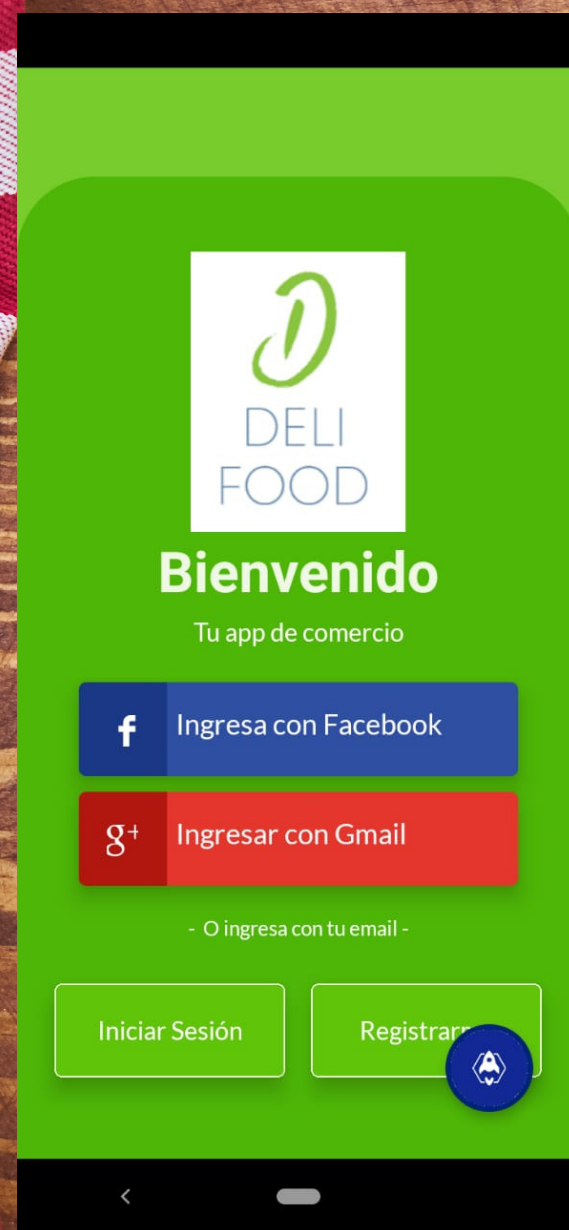 DELI
FOOD
Bienvenido
Tu app de comercio
f Ingresa con Facebook
g+ Ingresar con Gmail
- O ingresa con tu email -
Iniciar Sesión